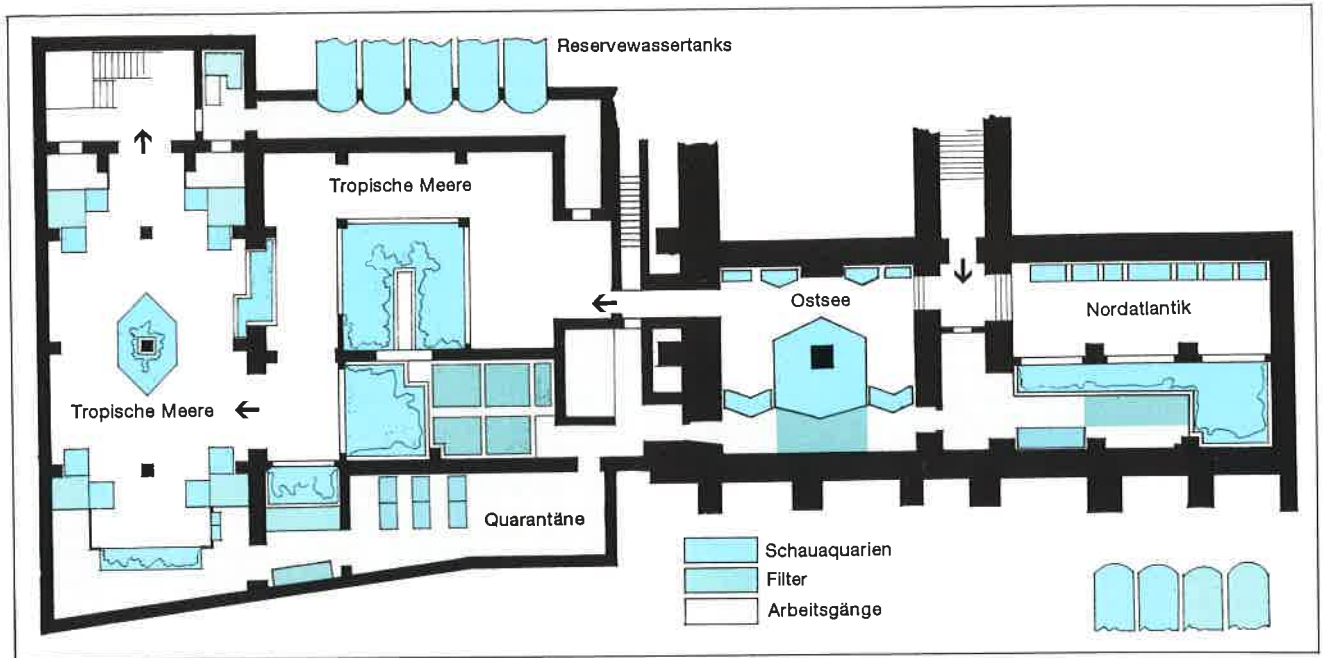 Reservewassertanks
Tropische Meere
Ostsee
Nordatlantik
Tropische Meere
Quarantäne
Schauaquarien
Filter
Arbeitsgänge